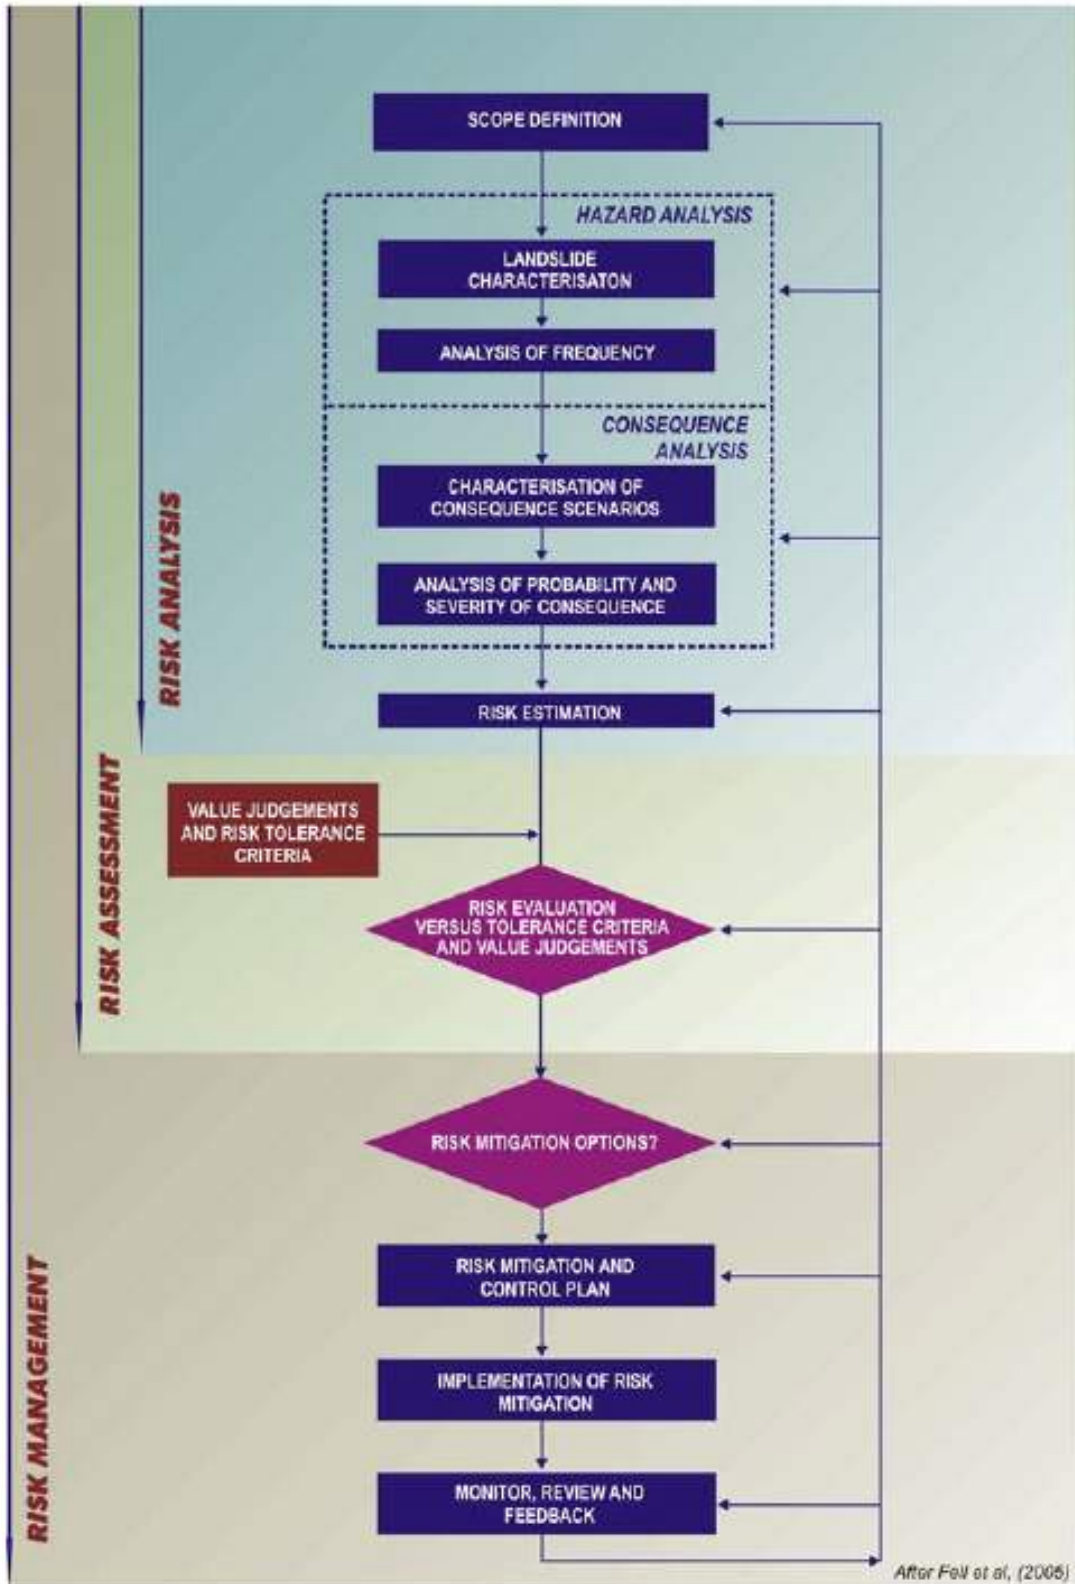 SCOPE DEFINITION
HAZARD ANALYSIS
LANDSLIDE
CHARACTERISATON
ANALYSIS OF FREQUENCY
CONSEQUENCE
ANALYSIS
CHARACTERISATION OF
CONSEQUENCE SCENARIOS
ANALYSIS OF PROBABILITY AND
SEVERITY OF CONSEQUENCE
RISK ANALYSIS
RISK ESTIMATION
VALUE JUDGEMENTS
AND RISK TOLERANCE
CRITERIA
RISK ASSESSMENT
RISK EVALUATION
VERSUS TOLERANCE CRITERIA
AND VALUE JUDGEMENTS
RISK MITIGATION OPTIONS?
RISK MITIGATION AND
CONTROL PLAN
RISK MANAGEMENT
IMPLEMENTATION OF RISK
MITIGATION
MONITOR, REVIEW AND
FEEDBACK
After Fell et al, (2005)